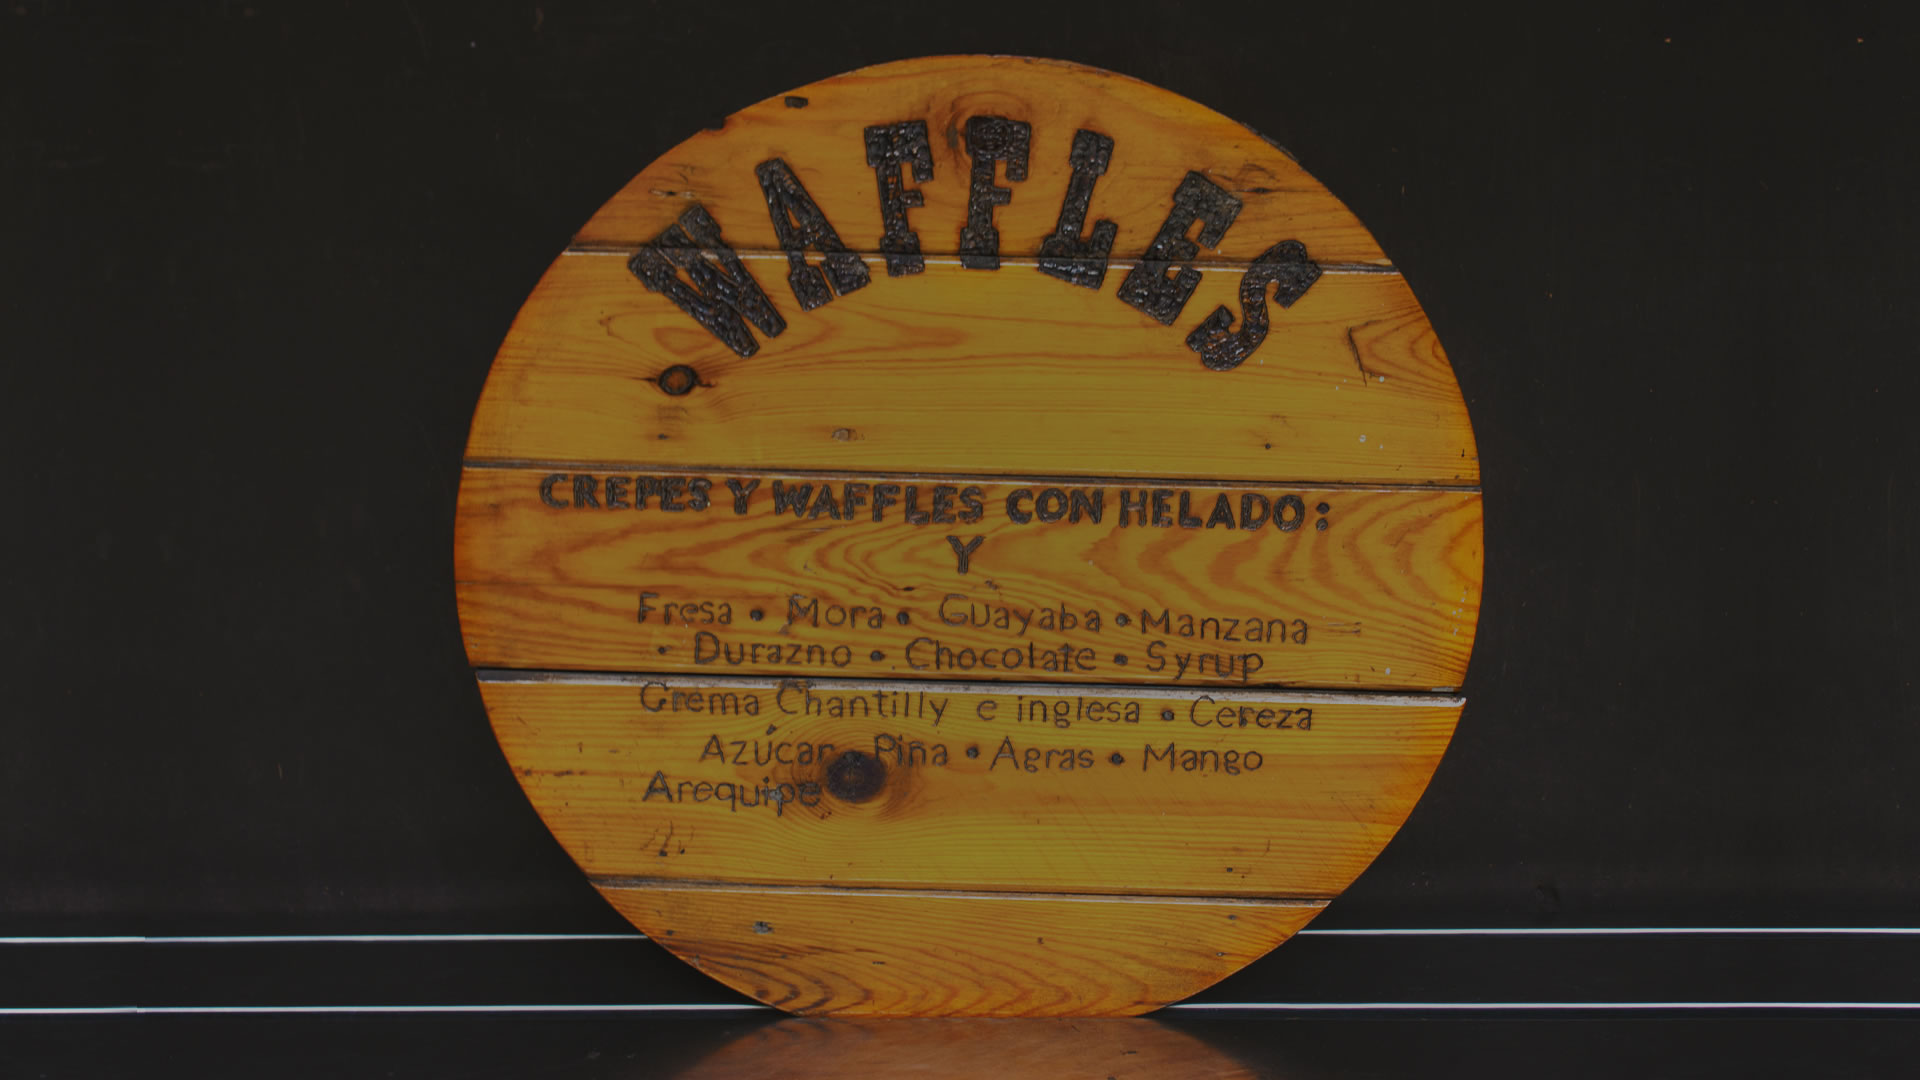 WAFFLES
CREPES Y WAFFLES CON HELADO:
Y
Fresa • Mora • Guayaba • Manzana
• Durazno • Chocolate • Syrup
Crema Chantilly e inglesa • Cereza
Azúcar • Piña • Agras • Mango
Arequipe